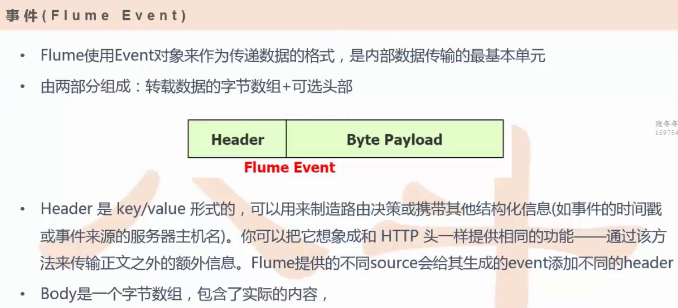 事件(Flume Event)
• Flume使用Event对象来作为传递数据的格式，是内部数据传输的最基本单元
• 由两部分组成：转载数据的字节数组+可选头部
Header Byte Payload
Flume Event
• Header 是 key/value 形式的，可以用来制造路由决策或携带其他结构化信息(如事件的时间戳
或事件来源的服务器主机名)。你可以把它想象成和 HTTP 头一样提供相同的功能——通过该方
法来传输正文之外的额外信息。Flume提供的不同source会给其生成的event添加不同的header
• Body是一个字节数组，包含了实际的内容，